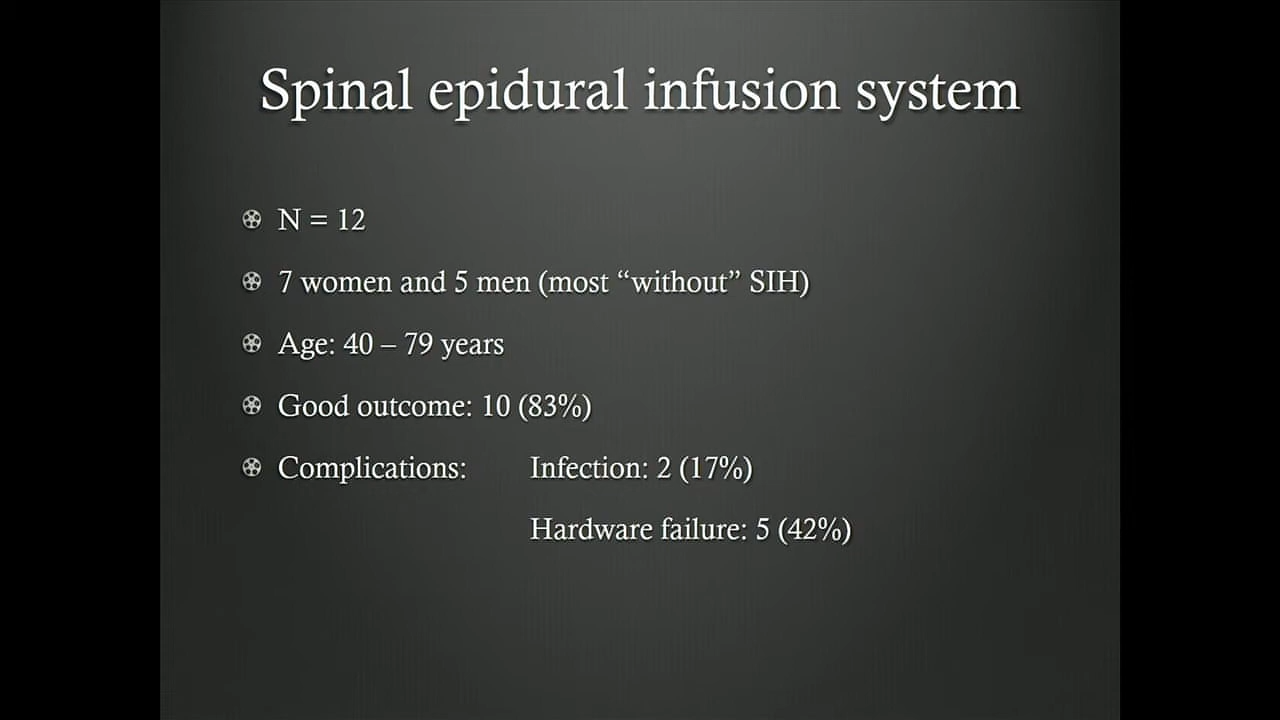 Spinal epidural infusion system
N = 12
7 women and 5 men (most “without” SIH)
Age: 40 – 79 years
Good outcome: 10 (83%)
Complications: Infection: 2 (17%)
Hardware failure: 5 (42%)